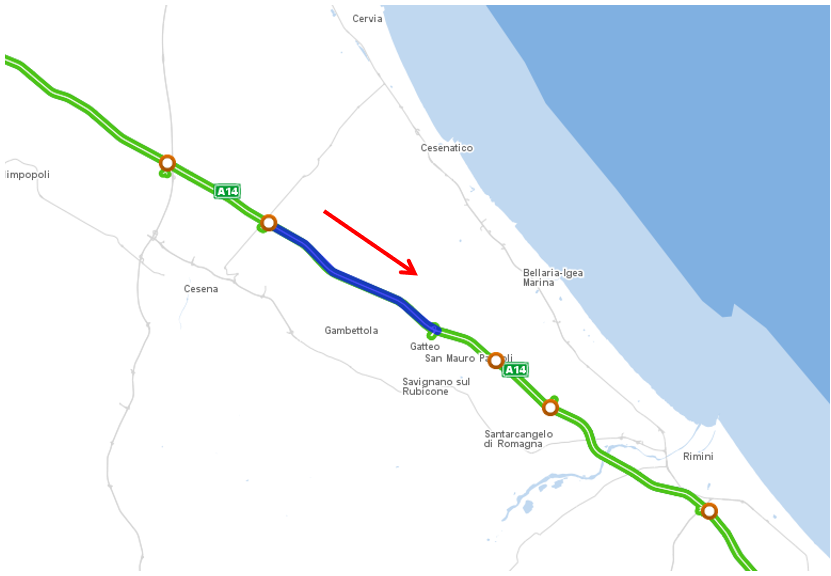 Cervia
Cesenatico
impopoli
A14
Cesena
Bellaria-Igea
Marina
Gambettola
Gatteo
San Mauro P
oli
A14
Savignano sul
Rubicone
Santarcangelo
di Romagna
Rimini